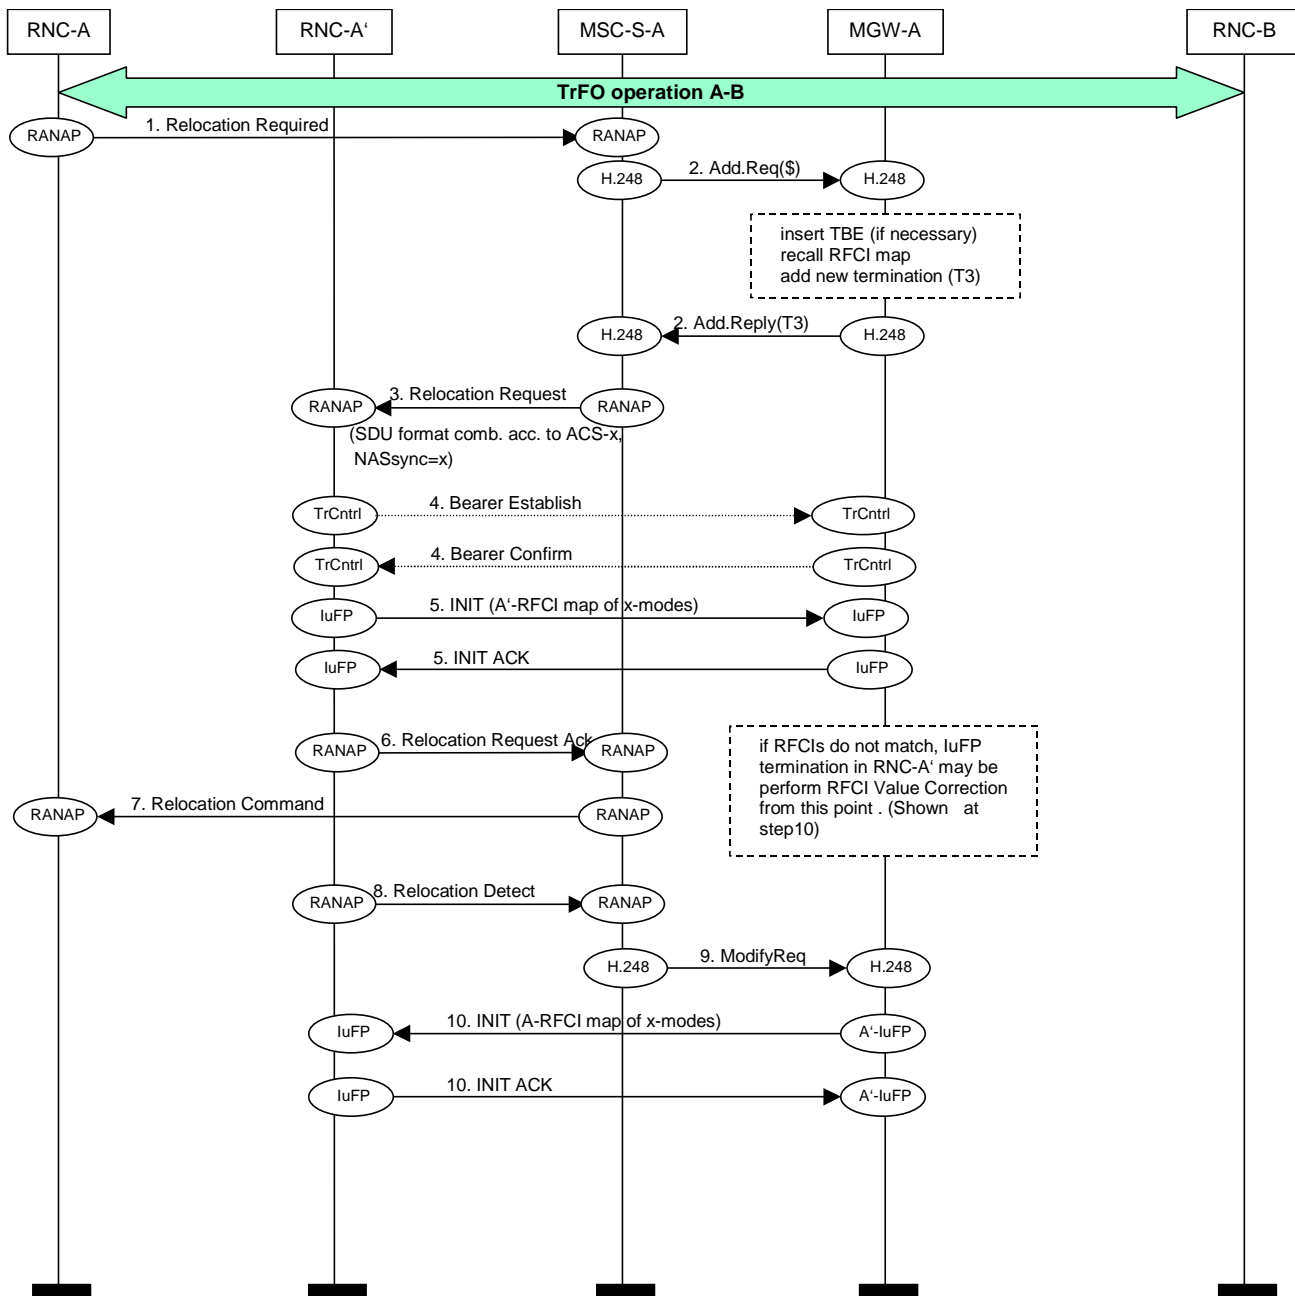 RNC-A
RNC-A‘
MSC-S-A
MGW-A
RNC-B
TrFO operation A-B
RANAP
1. Relocation Required
RANAP
H.248
2. Add.Req($)
H.248
insert TBE (if necessary)
recall RFCI map
add new termination (T3)
H.248
2. Add.Reply(T3)
H.248
RANAP
3. Relocation Request
RANAP
(SDU format comb. acc. to ACS-x,
NASsync=x)
TrCntrl
4. Bearer Establish
TrCntrl
TrCntrl
4. Bearer Confirm
TrCntrl
IuFP
5. INIT (A‘-RFCI map of x-modes)
IuFP
IuFP
5. INIT ACK
IuFP
RANAP
6. Relocation Request Ack
RANAP
if RFCIs do not match, IuFP
termination in RNC-A‘ may be
perform RFCI Value Correction
from this point . (Shown at
step10)
RANAP
7. Relocation Command
RANAP
RANAP
8. Relocation Detect
RANAP
H.248
9. ModifyReq
H.248
IuFP
10. INIT (A-RFCI map of x-modes)
A‘-IuFP
IuFP
10. INIT ACK
A‘-IuFP